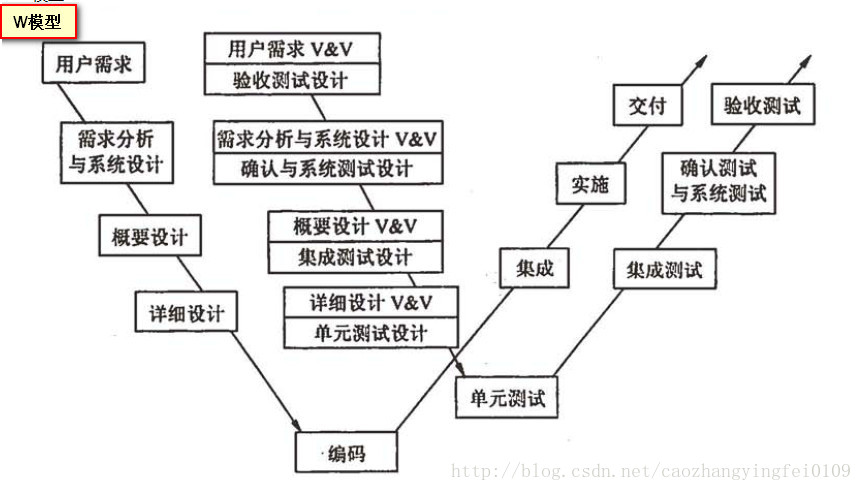 W模型
用户需求
用户需求 V&V
验收测试设计
交付
验收测试
需求分析
与系统设计
需求分析与系统设计 V&V
确认与系统测试设计
实施
确认测试
与系统测试
概要设计
概要设计 V&V
集成测试设计
集成
集成测试
详细设计
详细设计 V&V
单元测试设计
单元测试
编码
http://blog.csdn.net/caozhangyingfei0109